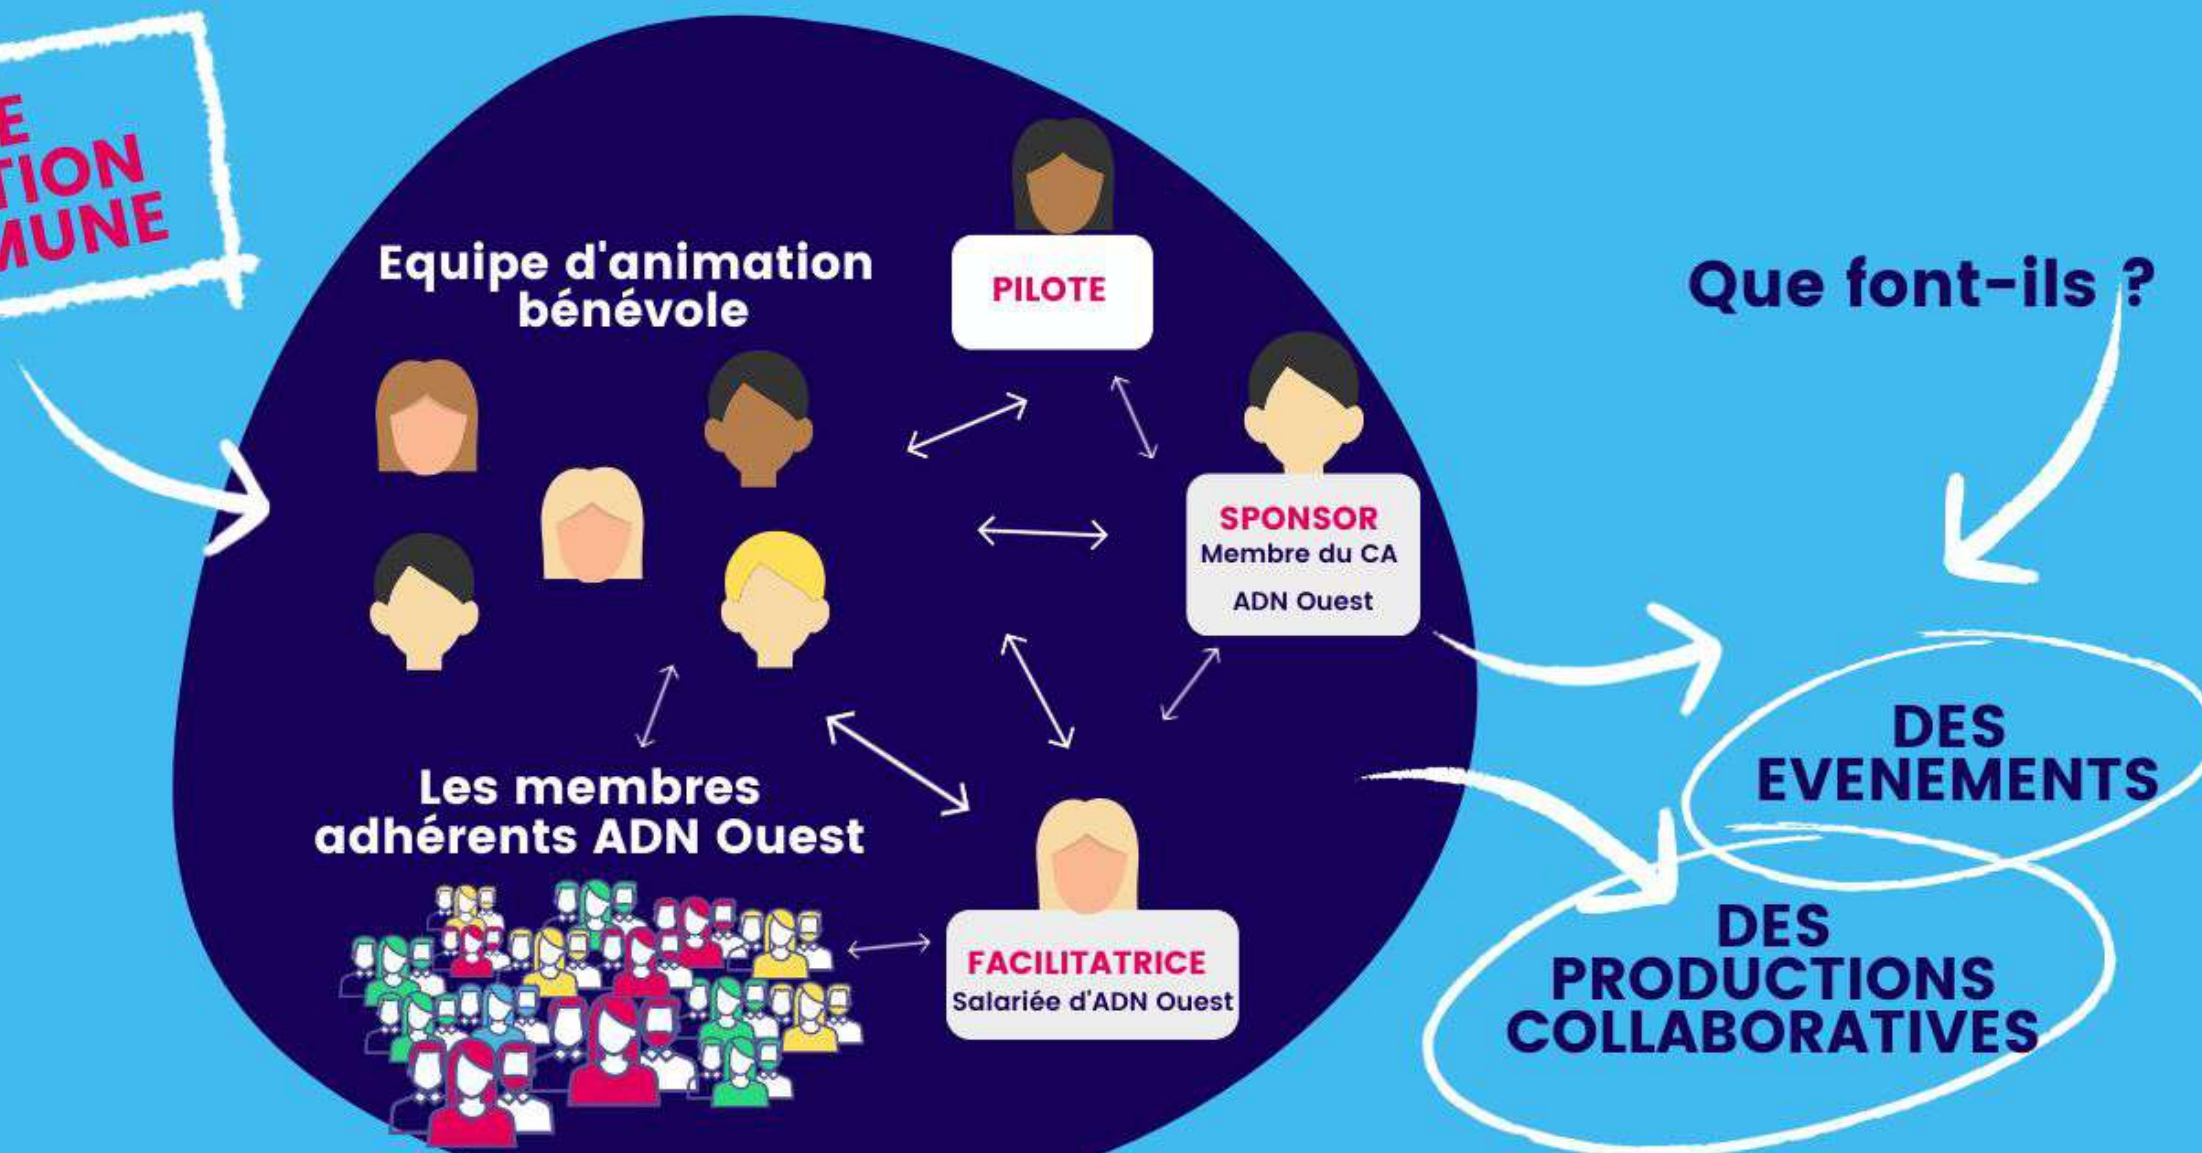 Equipe d'animation
bénévole
PILOTE
SPONSOR
Membre du CA
ADN Ouest
Les membres
adhérents ADN Ouest
FACILITATRICE
Salariée d'ADN Ouest
Que font-ils ?
DES
EVENEMENTS
DES
PRODUCTIONS
COLLABORATIVES